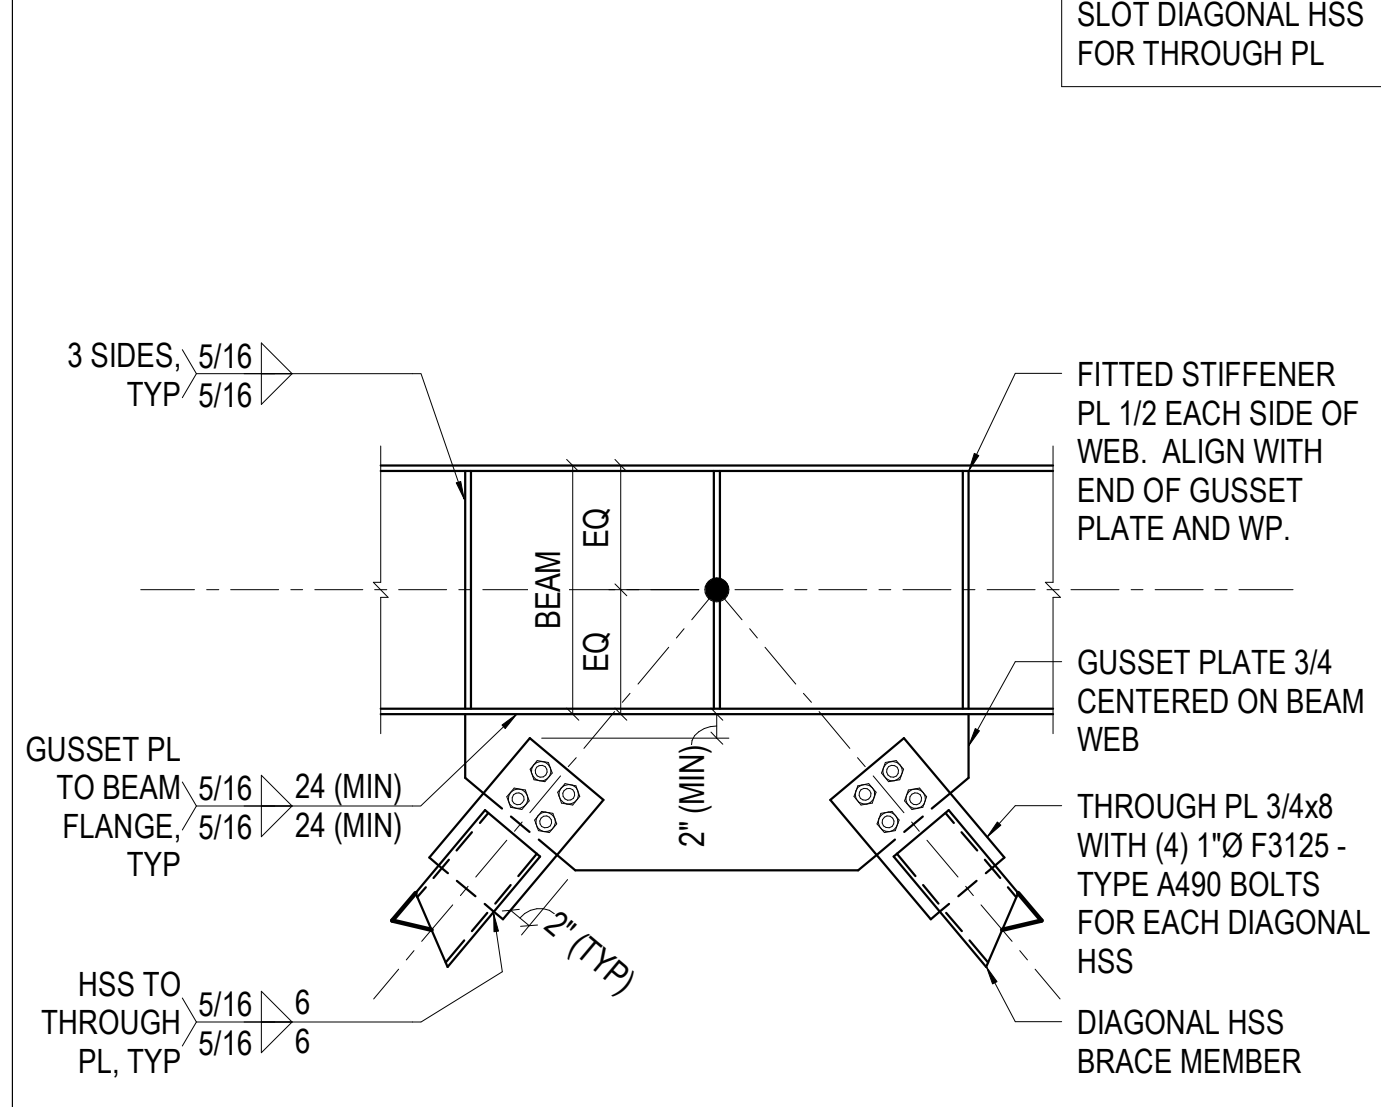 SLOT DIAGONAL HSS
FOR THROUGH PL
3 SIDES,
TYP
5/16
5/16
FITTED STIFFENER
PL 1/2 EACH SIDE OF
WEB. ALIGN WITH
END OF GUSSET
PLATE AND WP.
BEAM
EQ
EQ
GUSSET PLATE 3/4
CENTERED ON BEAM
WEB
GUSSET PL
TO BEAM
FLANGE,
TYP
5/16
5/16
24 (MIN)
24 (MIN)
2" (MIN)
THROUGH PL 3/4x8
WITH (4) 1"Ø F3125 -
TYPE A490 BOLTS
FOR EACH DIAGONAL
HSS
2" (TYP)
HSS TO
THROUGH
PL, TYP
5/16
5/16
6
6
DIAGONAL HSS
BRACE MEMBER